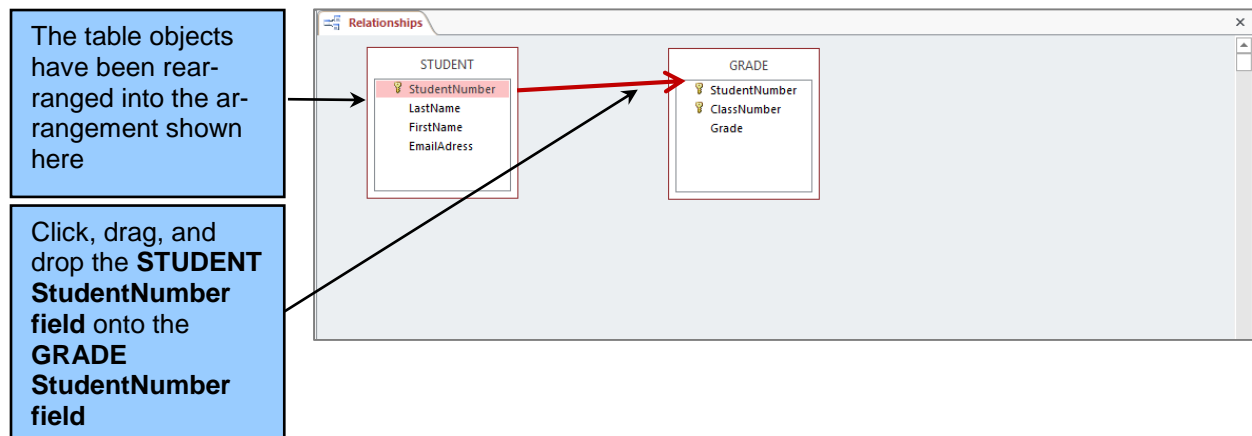 The table objects
have been rear-
ranged into the ar-
rangement shown
here
Click, drag, and
drop the STUDENT
StudentNumber
field onto the
GRADE
StudentNumber
field
Relationships
STUDENT
StudentNumber
LastName
FirstName
EmailAdress
GRADE
StudentNumber
ClassNumber
Grade